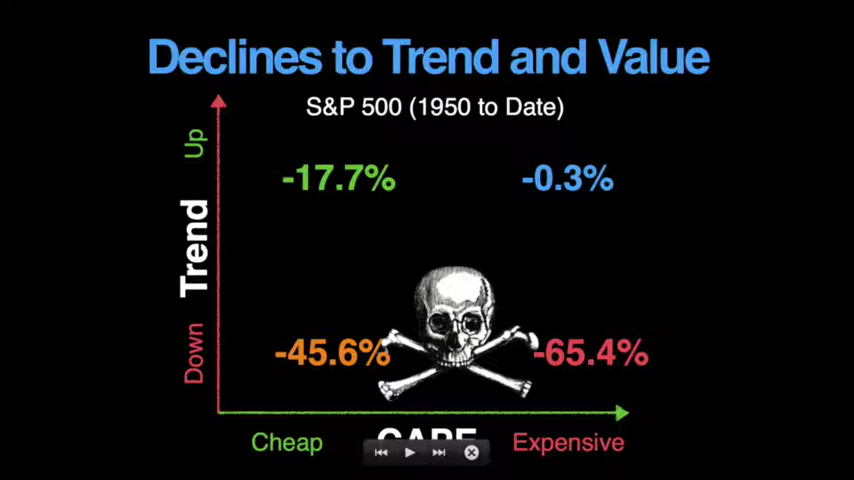 Declines to Trend and Value
S&P 500 (1950 to Date)
Up
-17.7%
-0.3%
Trend
Down
-45.6%
-65.4%
Cheap
CAPE
Expensive